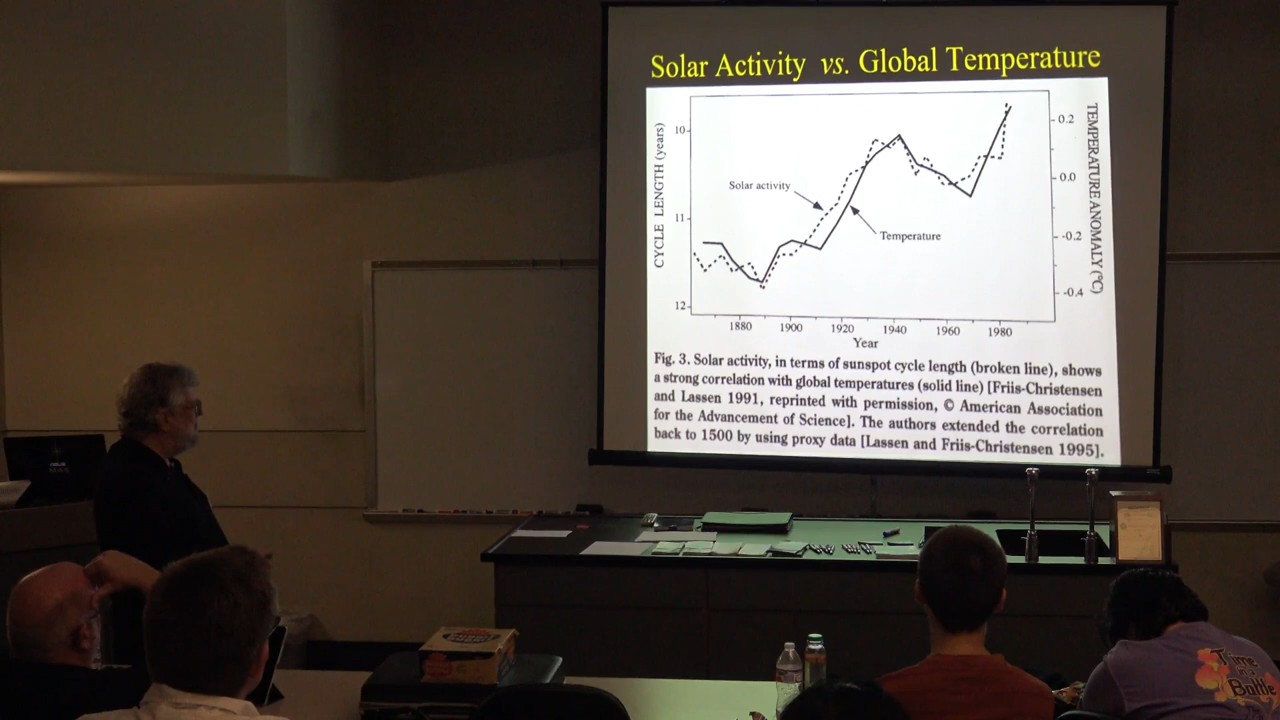 Solar Activity vs. Global Temperature
CYCLE LENGTH (years)
10
11
12
Solar activity
Temperature
0.2
0.0
-0.2
-0.4
TEMPERATURE ANOMALY (°C)
1880 1900 1920 1940 1960 1980
Year
Fig. 3. Solar activity, in terms of sunspot cycle length (broken line), shows
a strong correlation with global temperatures (solid line) [Friis-Christensen
and Lassen 1991, reprinted with permission, © American Association
for the Advancement of Science]. The authors extended the correlation
back to 1500 by using proxy data [Lassen and Friis-Christensen 1995].
ASUS
Time
in a
Bottle